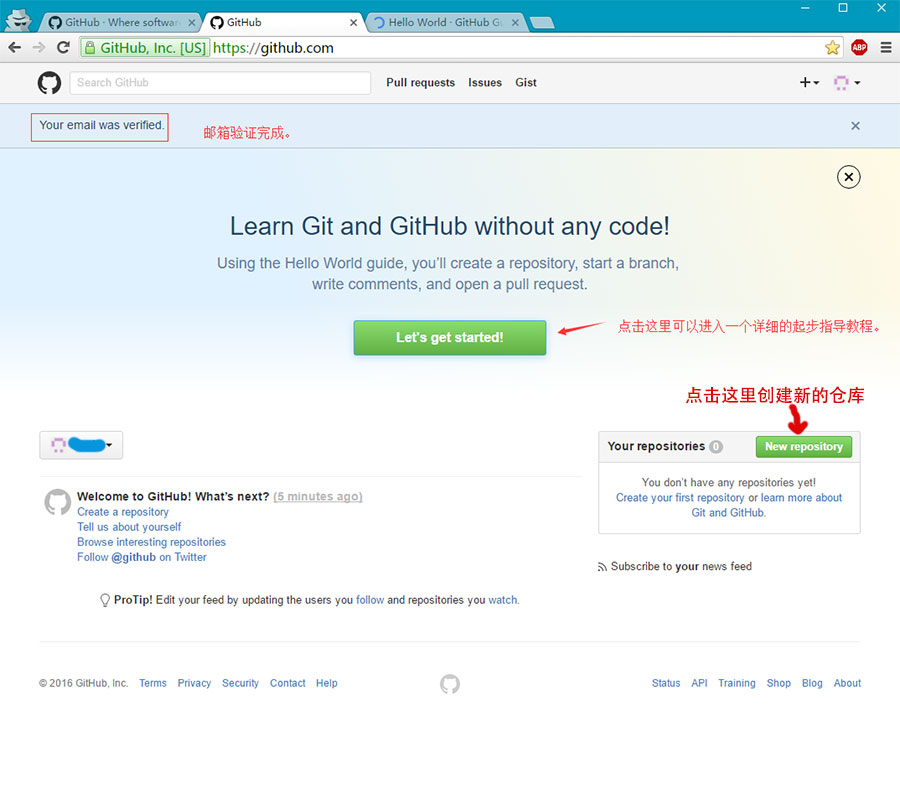 GitHub · Where softwar
GitHub
Hello World · GitHub G
GitHub, Inc. [US] https://github.com
ABP
Search GitHub
Pull requests
Issues
Gist
Your email was verified.
邮箱验证完成。
Learn Git and GitHub without any code!
Using the Hello World guide, you’ll create a repository, start a branch,
write comments, and open a pull request.
Let’s get started!
点击这里可以进入一个详细的起步指导教程。
点击这里创建新的仓库
Your repositories 0
New repository
You don’t have any repositories yet!
Create your first repository or learn more about
Git and GitHub.
Welcome to GitHub! What’s next? (5 minutes ago)
Create a repository
Tell us about yourself
Browse interesting repositories
Follow @github on Twitter
Subscribe to your news feed
ProTip! Edit your feed by updating the users you follow and repositories you watch.
© 2016 GitHub, Inc. Terms Privacy Security Contact Help
Status API Training Shop Blog About